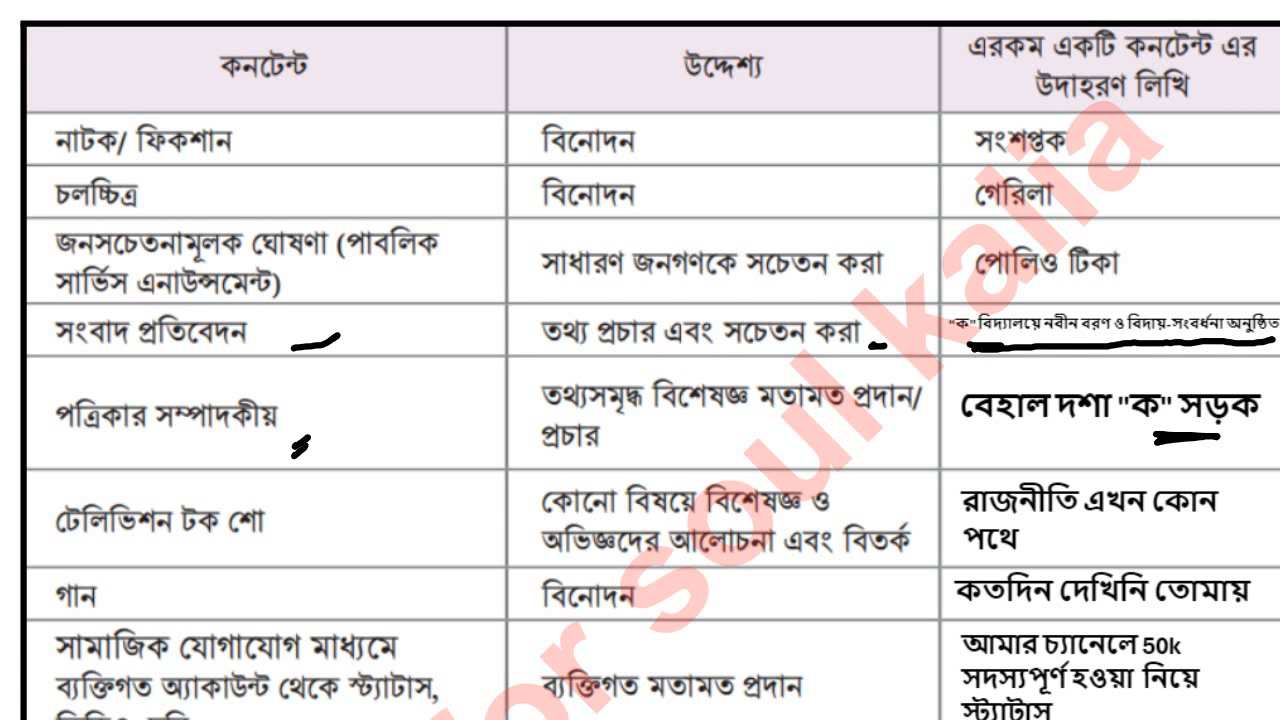 কনটেন্ট
উদ্দেশ্য
এরকম একটি কনটেন্ট এর
উদাহরণ লিখি
নাটক/ ফিকশান
বিনোদন
সংশপ্তক
চলচ্চিত্র
বিনোদন
গেরিলা
জনসচেতনামূলক ঘোষণা (পাবলিক
সার্ভিস এনাউন্সমেন্ট)
সাধারণ জনগণকে সচেতন করা
পোলিও টিকা
সংবাদ প্রতিবেদন
তথ্য প্রচার এবং সচেতন করা
"ক" বিদ্যালয়ে নবীন বরণ ও বিদায়-সংবর্ধনা অনুষ্ঠিত
পত্রিকার সম্পাদকীয়
তথ্যসমৃদ্ধ বিশেষজ্ঞ মতামত প্রদান/
প্রচার
বেহাল দশা "ক" সড়ক
টেলিভিশন টক শো
কোনো বিষয়ে বিশেষজ্ঞ ও
অভিজ্ঞদের আলোচনা এবং বিতর্ক
রাজনীতি এখন কোন
পথে
গান
বিনোদন
কতদিন দেখিনি তোমায়
সামাজিক যোগাযোগ মাধ্যমে
ব্যক্তিগত অ্যাকাউন্ট থেকে স্ট্যাটাস,
ব্যক্তিগত মতামত প্রদান
আমার চ্যানেলে 50k
সদস্যপূর্ণ হওয়া নিয়ে
স্ট্যাটাস
soul kalia